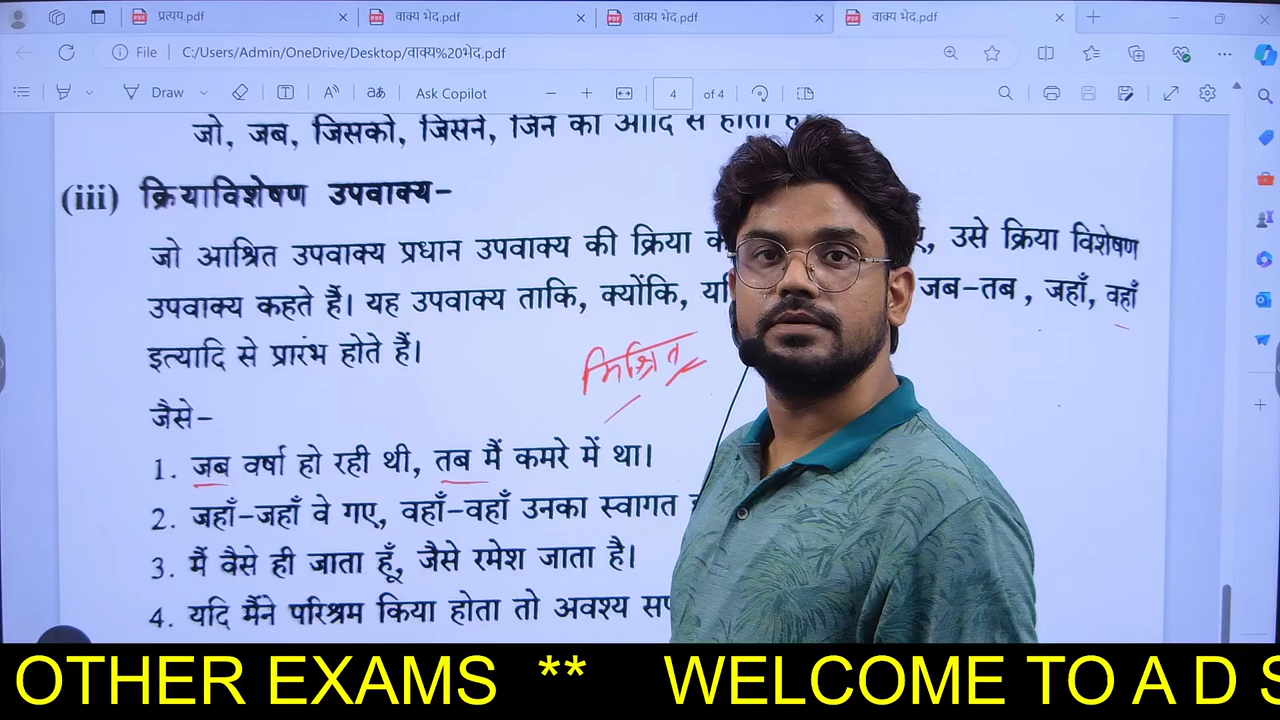 प्रत्यय.pdf
वाक्य भेद.pdf
वाक्य भेद.pdf
वाक्य भेद.pdf
File C:/Users/Admin/OneDrive/Desktop/वाक्य%20भेद.pdf
Draw Ask Copilot 4 of 4
जो, जब, जिसको, जिसने, जिन को आदि से होता
(iii) क्रियाविशेषण उपवाक्य-
जो आश्रित उपवाक्य प्रधान उपवाक्य की क्रिया उसे क्रिया विशेषण
उपवाक्य कहते हैं। यह उपवाक्य ताकि, क्योंकि, जब-तब, जहाँ, वहाँ
इत्यादि से प्रारंभ होते हैं।
मिश्रित
जैसे-
1. जब वर्षा हो रही थी, तब मैं कमरे में था।
2. जहाँ-जहाँ वे गए, वहाँ-वहाँ उनका स्वागत
3. मैं वैसे ही जाता हूँ, जैसे रमेश जाता है।
4. यदि मैंने परिश्रम किया होता तो अवश्य
OTHER EXAMS ** WELCOME TO A D S